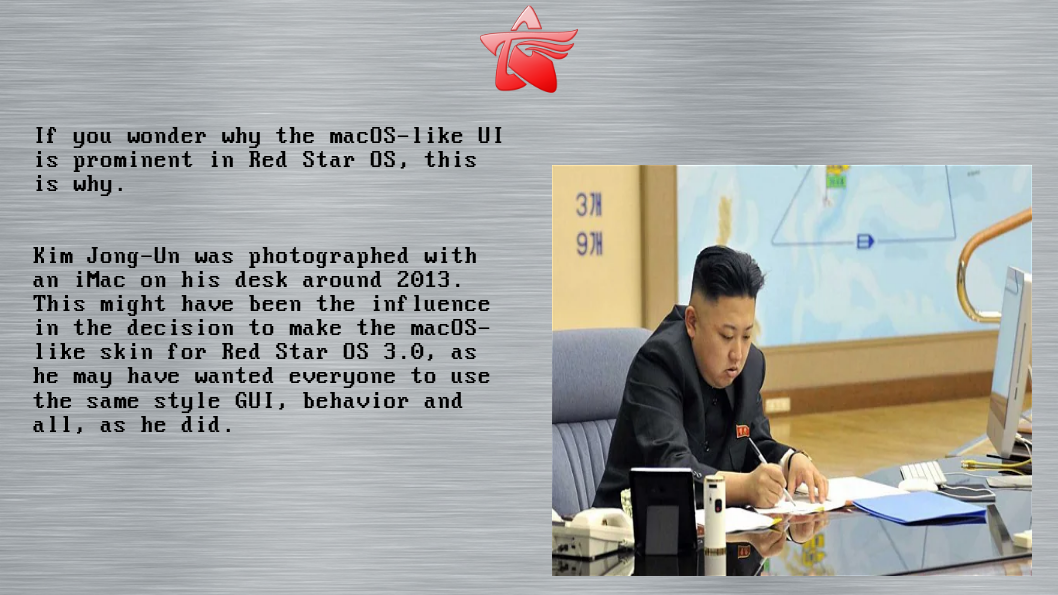 If you wonder why the macOS-like UI
is prominent in Red Star OS, this
is why.
Kim Jong-Un was photographed with
an iMac on his desk around 2013.
This might have been the influence
in the decision to make the macOS-
like skin for Red Star OS 3.0, as
he may have wanted everyone to use
the same style GUI, behavior and
all, as he did.
3개
9개